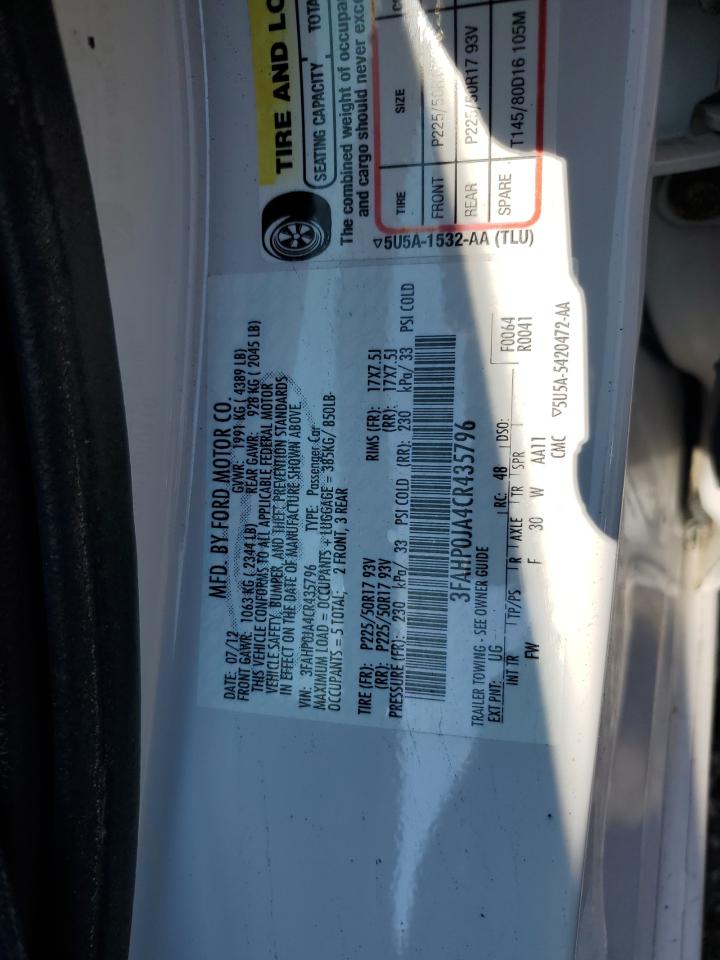 TIRE AND LO
SEATING CAPACITY TOTA
The combined weight of occupa
and cargo should never exce
TIRE SIZE CO
FRONT P225/50R17 93V
REAR P225/50R17 93V
SPARE T145/80D16 105M
▽5U5A-1532-AA (TLU)
MFD. BY FORD MOTOR CO.
DATE: 07/12 GVWR: 1991 KG ( 4389 LB)
FRONT GAWR: 1063 KG ( 2344 LB) REAR GAWR: 928 KG ( 2045 LB)
THIS VEHICLE CONFORMS TO ALL APPLICABLE FEDERAL MOTOR
VEHICLE SAFETY, BUMPER, AND THEFT PREVENTION STANDARDS
IN EFFECT ON THE DATE OF MANUFACTURE SHOWN ABOVE.
VIN: 3FAHP0JA4CR435796 TYPE: Passenger Car
MAXIMUM LOAD = OCCUPANTS + LUGGAGE = 385KG/ 850LB
OCCUPANTS = 5 TOTAL; 2 FRONT, 3 REAR
TIRE (FR): P225/50R17 93V RIMS (FR): 17X7.5J
(RR): P225/50R17 93V (RR): 17X7.5J
PRESSURE (FR): 230 kPa/ 33 PSI COLD (RR): 230 kPa/ 33 PSI COLD
3FAHP0JA4CR435796
TRAILER TOWING - SEE OWNER GUIDE
EXT PNT: UG RC: 48 DSO: F0064
INT TR TP/PS R AXLE TR SPR R0041
FW F 30 W AA11
CMC ▽5U5A-5420472-AA